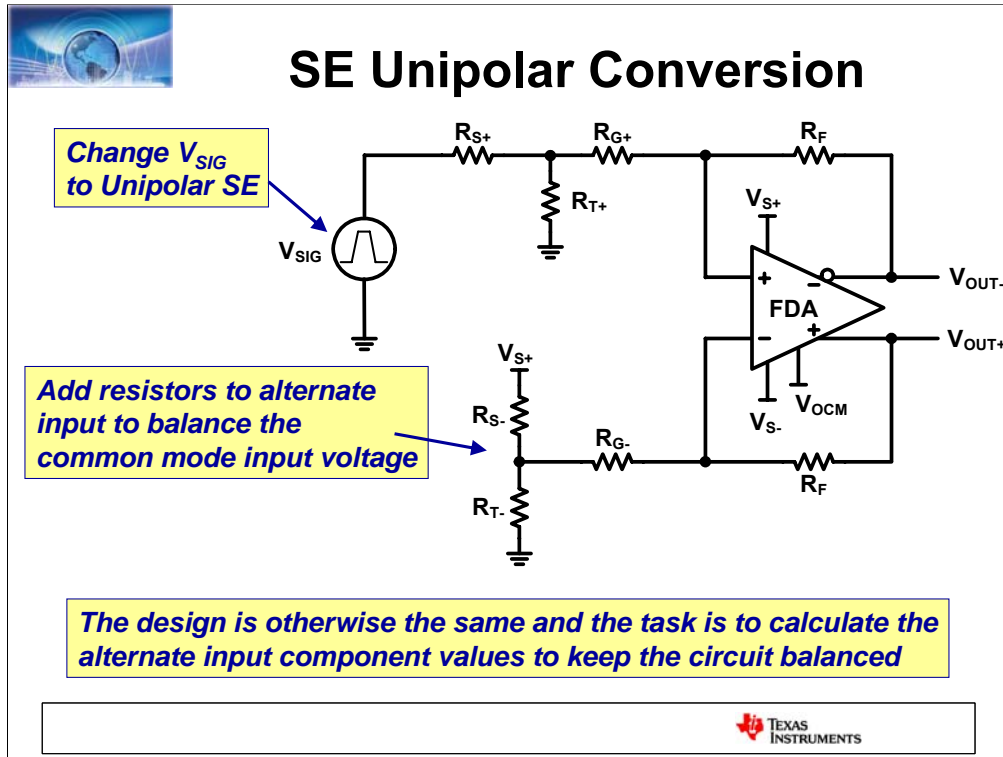 SE Unipolar Conversion
Change VSIG
to Unipolar SE
RS+
RG+
RF
RT+
VS+
VSIG
+
-
FDA
-
+
VOUT-
VOUT+
VOCM
VS-
VS+
Add resistors to alternate
input to balance the
common mode input voltage
RS-
RG-
RF
RT-
The design is otherwise the same and the task is to calculate the
alternate input component values to keep the circuit balanced
TEXAS
INSTRUMENTS